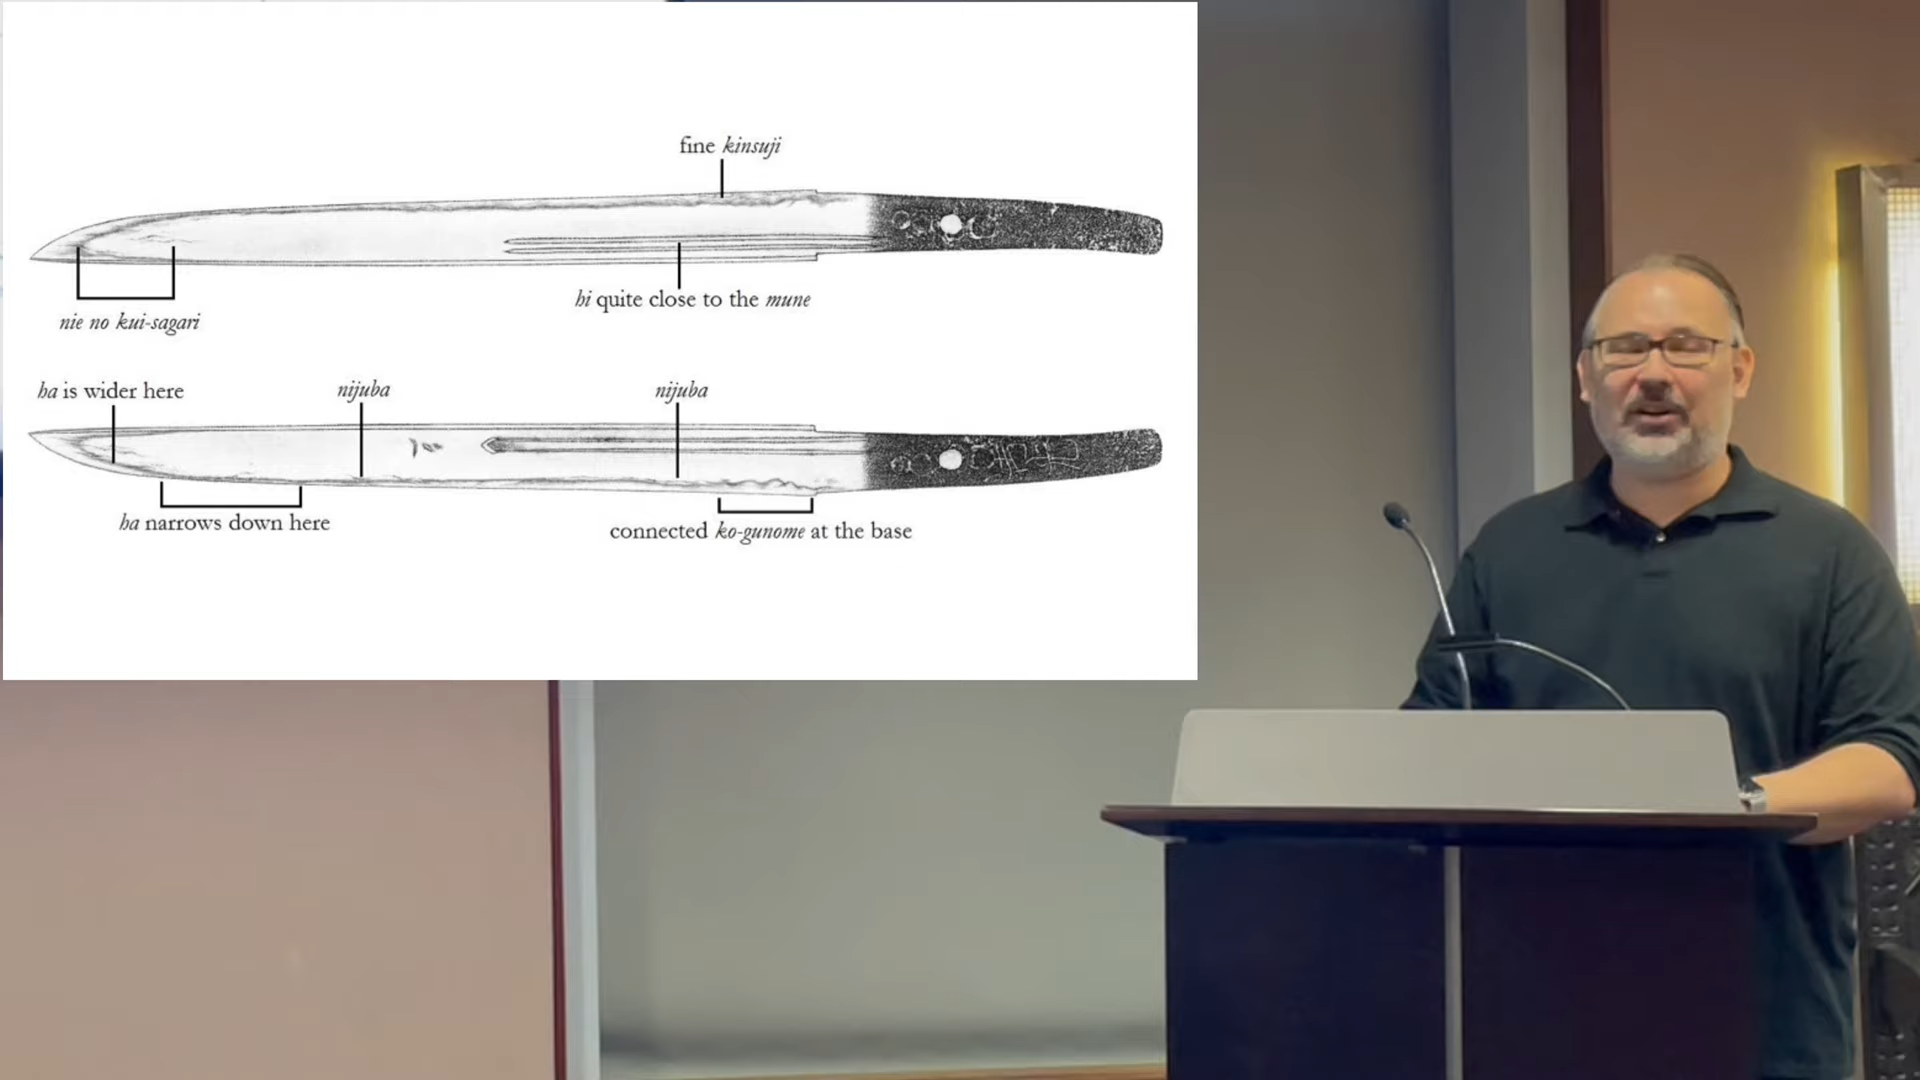 fine kinsuji
hi quite close to the mune
nie no kui-sagari
ha is wider here
nijuba
nijuba
ha narrows down here
connected ko-gunome at the base